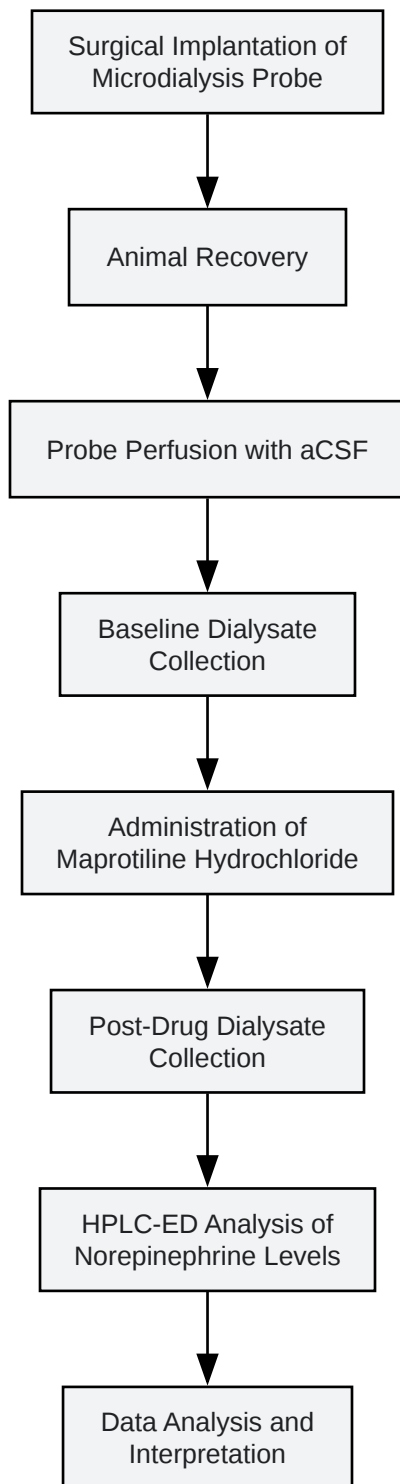 Surgical Implantation of
Microdialysis Probe
Animal Recovery
Probe Perfusion with aCSF
Baseline Dialysate
Collection
Administration of
Maprotiline Hydrochloride
Post-Drug Dialysate
Collection
HPLC-ED Analysis of
Norepinephrine Levels
Data Analysis and
Interpretation